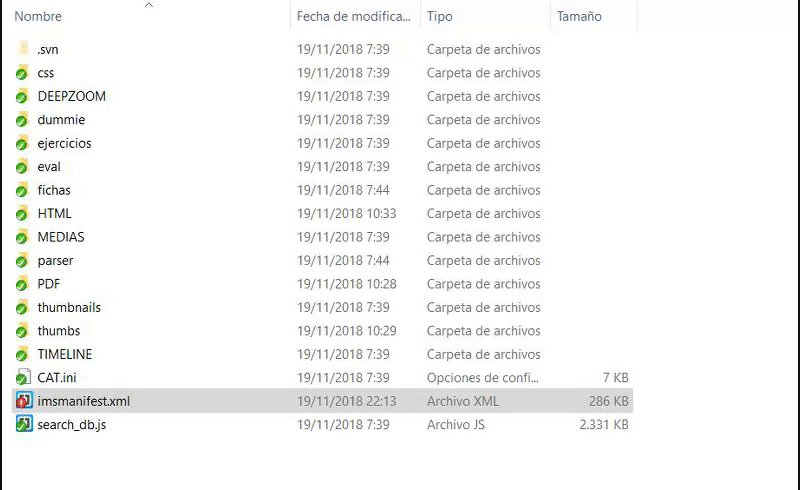 Nombre Fecha de modifica... Tipo Tamaño
.svn 19/11/2018 7:39 Carpeta de archivos
css 19/11/2018 7:39 Carpeta de archivos
DEEPZOOM 19/11/2018 7:39 Carpeta de archivos
dummie 19/11/2018 7:39 Carpeta de archivos
ejercicios 19/11/2018 7:39 Carpeta de archivos
eval 19/11/2018 7:39 Carpeta de archivos
fichas 19/11/2018 7:44 Carpeta de archivos
HTML 19/11/2018 10:33 Carpeta de archivos
MEDIAS 19/11/2018 7:39 Carpeta de archivos
parser 19/11/2018 7:44 Carpeta de archivos
PDF 19/11/2018 10:28 Carpeta de archivos
thumbnails 19/11/2018 7:39 Carpeta de archivos
thumbs 19/11/2018 10:29 Carpeta de archivos
TIMELINE 19/11/2018 7:39 Carpeta de archivos
CAT.ini 19/11/2018 7:39 Opciones de confi... 7 KB
imsmanifest.xml 19/11/2018 22:13 Archivo XML 286 KB
search_db.js 19/11/2018 7:39 Archivo JS 2.331 KB